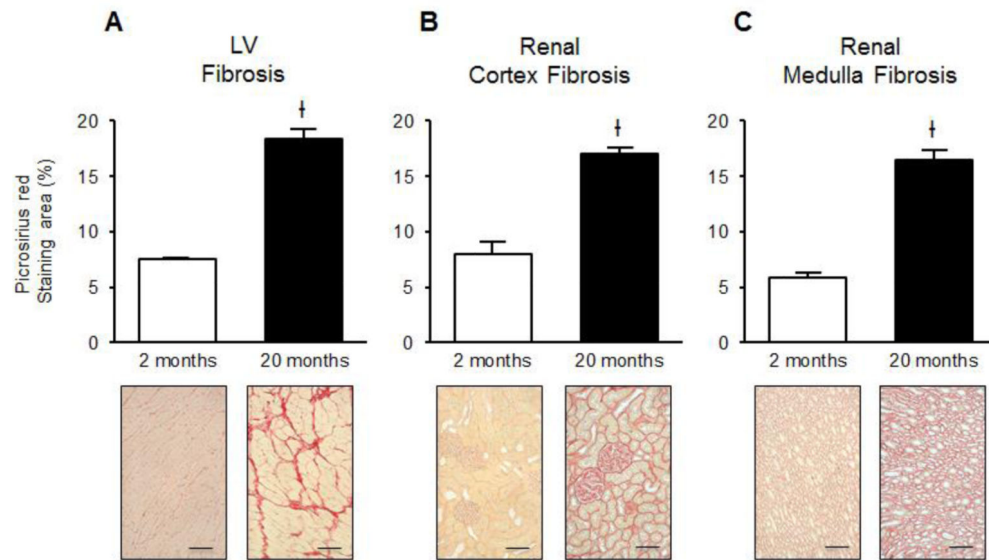 A
LV
Fibrosis
B
Renal
Cortex Fibrosis
C
Renal
Medulla Fibrosis
Picrosirius red
Staining area (%)
20
15
10
5
0
2 months
20 months
ƚ
20
15
10
5
0
2 months
20 months
ƚ
20
15
10
5
0
2 months
20 months
ƚ